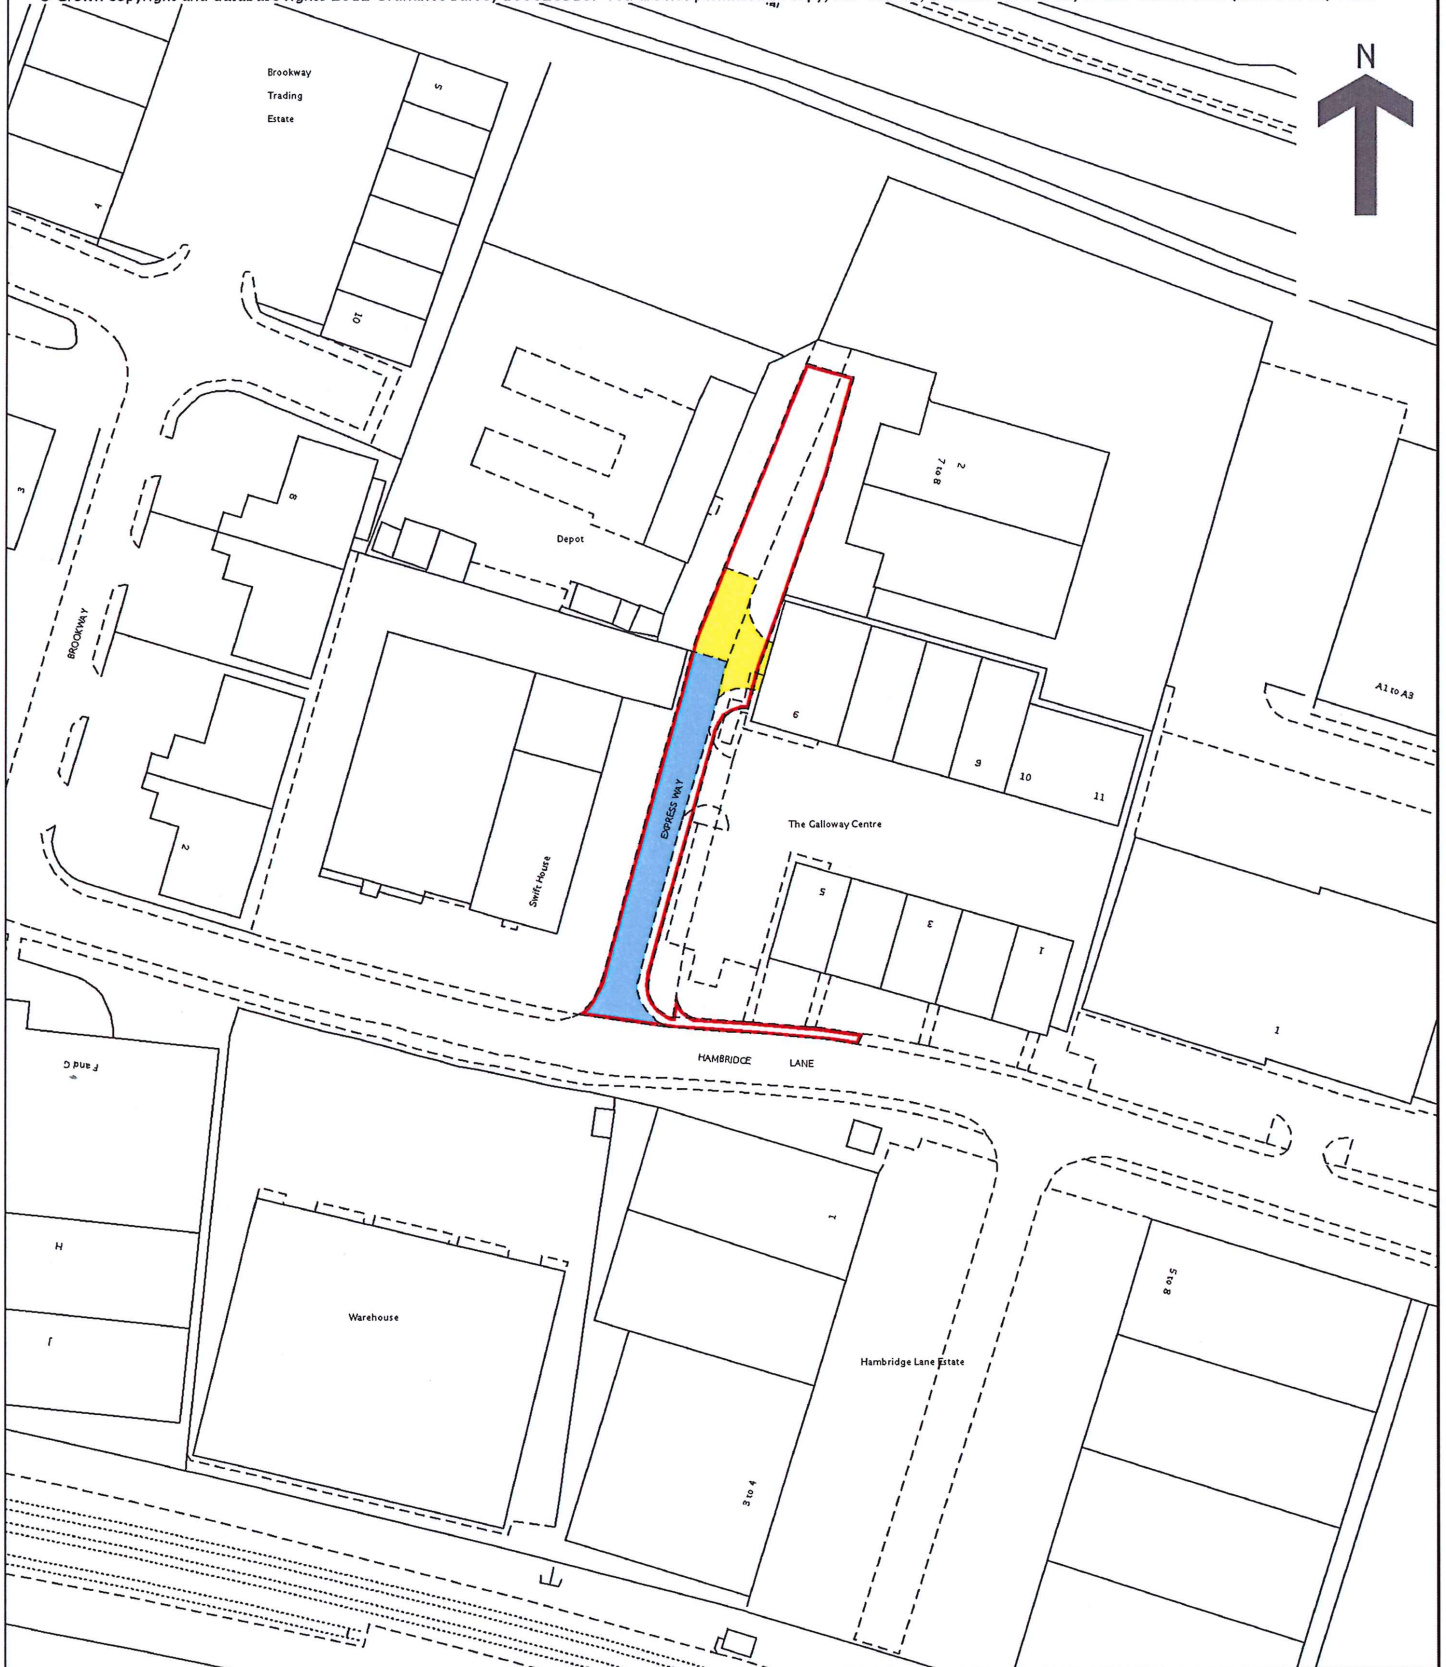 N
Brookway
Trading
Estate
5
4
10
3
8
2
7 to 8
Depot
BROOKWAY
A1 to A3
6
9
10
11
EXPRESS WAY
The Galloway Centre
2
Swift House
5
3
1
1
HAMBRIDGE LANE
F and G
H
1
5 to 8
Warehouse
J
Hambridge Lane Estate
3 to 4